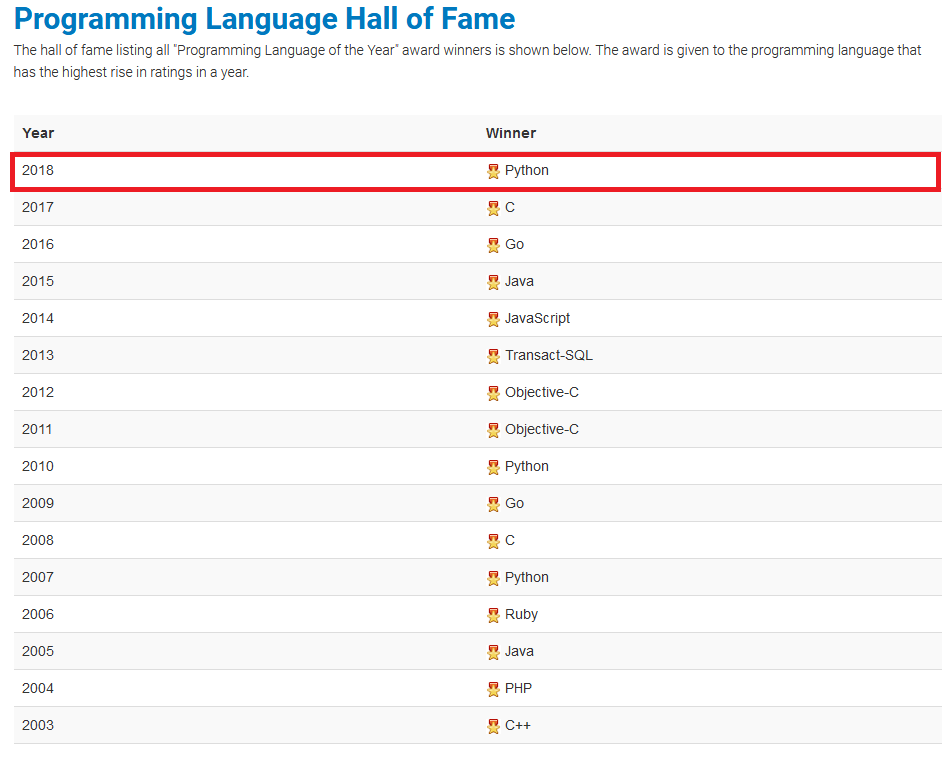 Programming Language Hall of Fame
The hall of fame listing all "Programming Language of the Year" award winners is shown below. The award is given to the programming language that
has the highest rise in ratings in a year.
Year Winner
2018 Python
2017 C
2016 Go
2015 Java
2014 JavaScript
2013 Transact-SQL
2012 Objective-C
2011 Objective-C
2010 Python
2009 Go
2008 C
2007 Python
2006 Ruby
2005 Java
2004 PHP
2003 C++